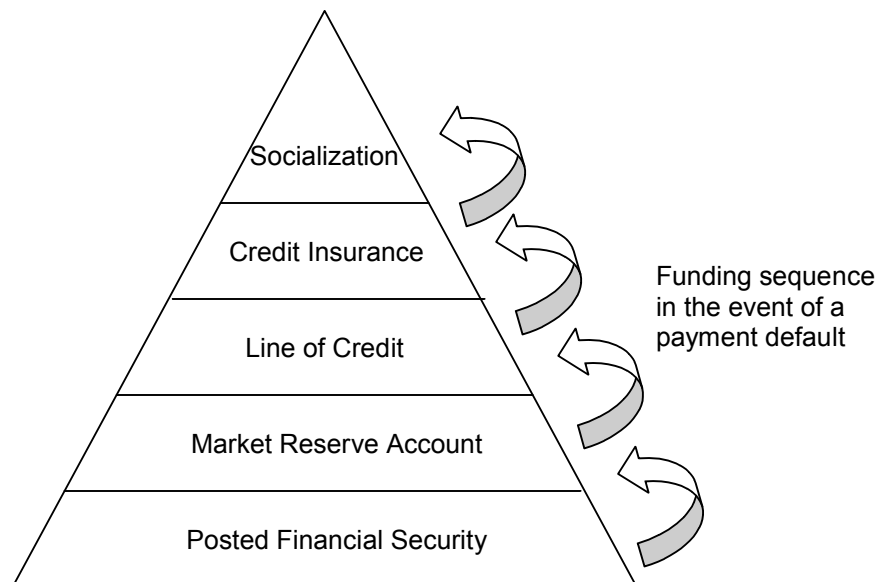 Socialization
Credit Insurance
Line of Credit
Market Reserve Account
Posted Financial Security
Funding sequence
in the event of a
payment default